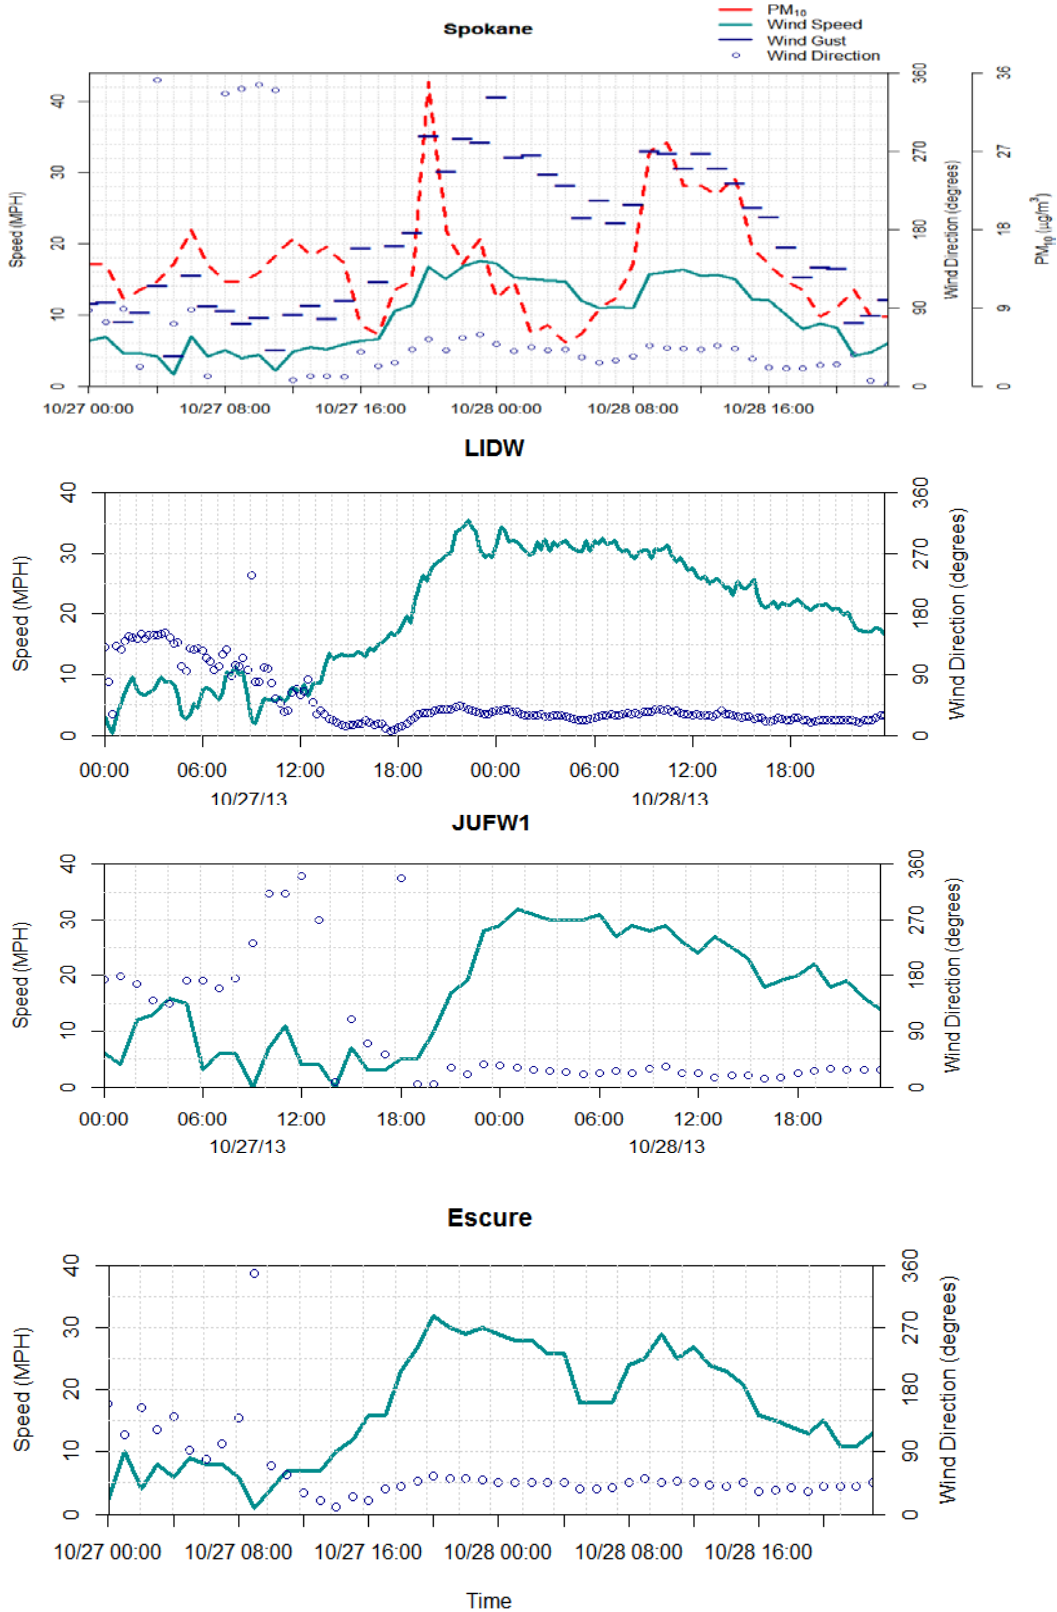 Spokane
PM10
Wind Speed
Wind Gust
Wind Direction
Speed (MPH)
0 10 20 30 40
Wind Direction (degrees)
0 90 180 270 360
PM10 (µg/m³)
0 9 18 27 36
10/27 00:00 10/27 08:00 10/27 16:00 10/28 00:00 10/28 08:00 10/28 16:00
LIDW
Speed (MPH)
0 10 20 30 40
Wind Direction (degrees)
0 90 180 270 360
00:00 06:00 12:00 18:00 00:00 06:00 12:00 18:00
10/27/13 10/28/13
JUFW1
Speed (MPH)
0 10 20 30 40
Wind Direction (degrees)
0 90 180 270 360
00:00 06:00 12:00 18:00 00:00 06:00 12:00 18:00
10/27/13 10/28/13
Escure
Speed (MPH)
0 10 20 30 40
Wind Direction (degrees)
0 90 180 270 360
10/27 00:00 10/27 08:00 10/27 16:00 10/28 00:00 10/28 08:00 10/28 16:00
Time